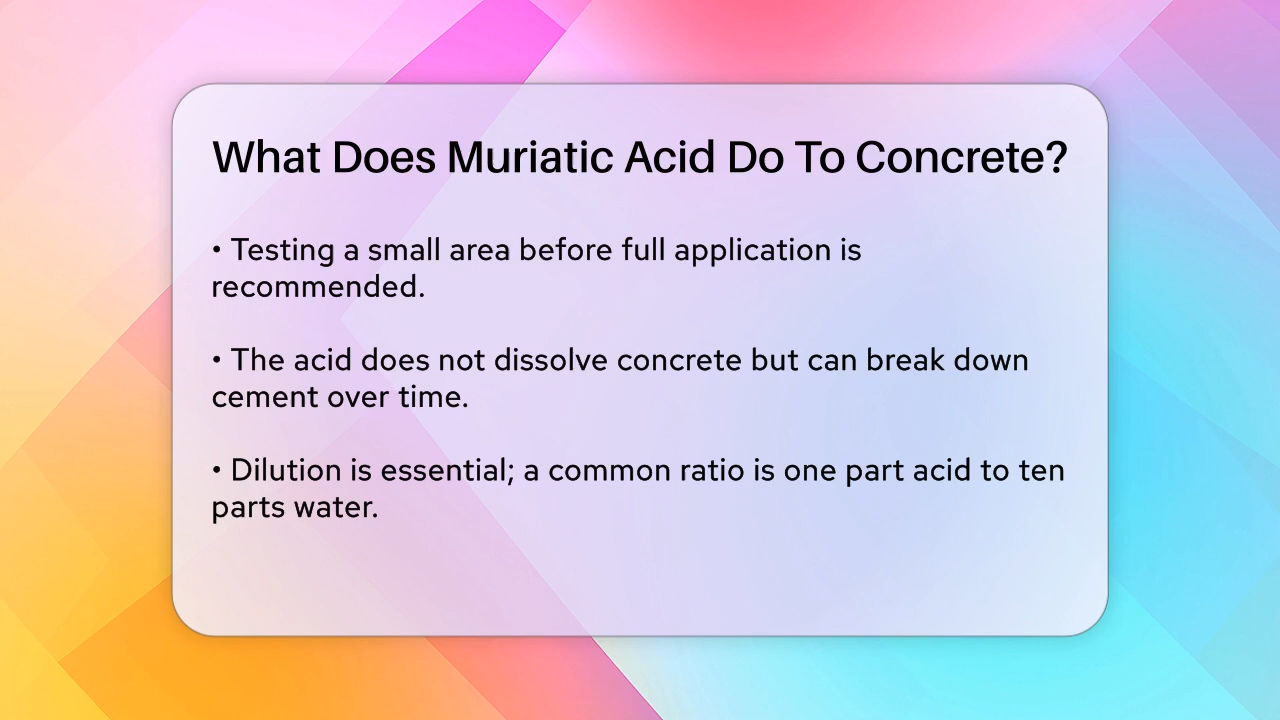 What Does Muriatic Acid Do To Concrete?
• Testing a small area before full application is
recommended.
• The acid does not dissolve concrete but can break down
cement over time.
• Dilution is essential; a common ratio is one part acid to ten
parts water.